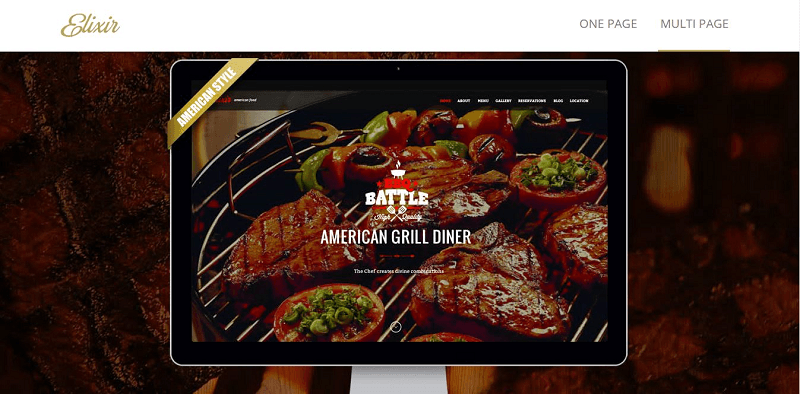 Elixir
ONE PAGE MULTI PAGE
AMERICAN STYLE
american food
HOME ABOUT MENU GALLERY RESERVATIONS BLOG LOCATION
BBQ
BATTLE
High Quality
AMERICAN GRILL DINER
The Chef creates divine combinations